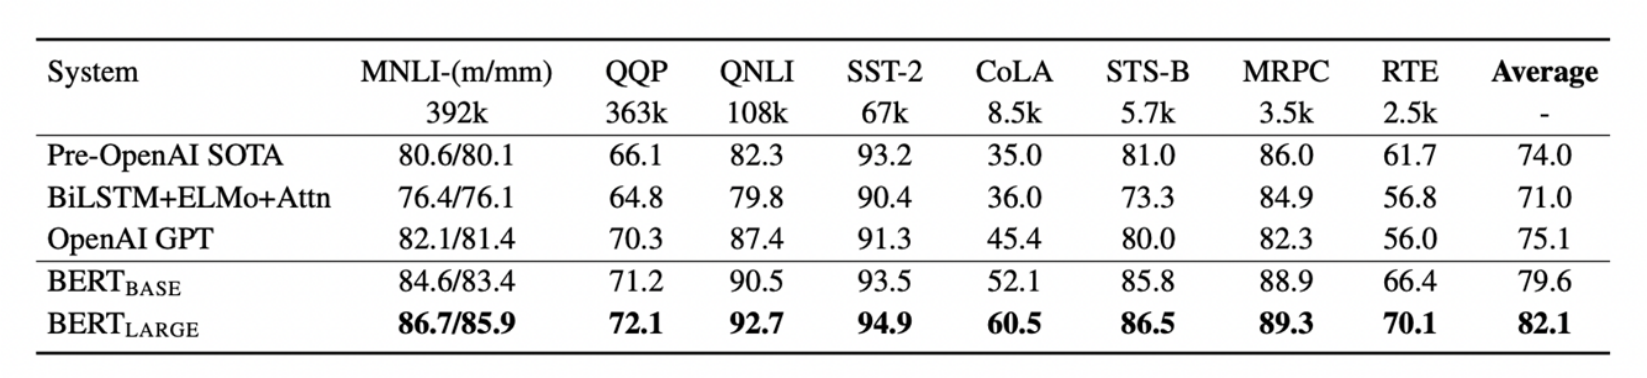 System MNLI-(m/mm) QQP QNLI SST-2 CoLA STS-B MRPC RTE Average
392k 363k 108k 67k 8.5k 5.7k 3.5k 2.5k -
Pre-OpenAI SOTA 80.6/80.1 66.1 82.3 93.2 35.0 81.0 86.0 61.7 74.0
BiLSTM+ELMo+Attn 76.4/76.1 64.8 79.8 90.4 36.0 73.3 84.9 56.8 71.0
OpenAI GPT 82.1/81.4 70.3 87.4 91.3 45.4 80.0 82.3 56.0 75.1
BERTBASE 84.6/83.4 71.2 90.5 93.5 52.1 85.8 88.9 66.4 79.6
BERTLARGE 86.7/85.9 72.1 92.7 94.9 60.5 86.5 89.3 70.1 82.1